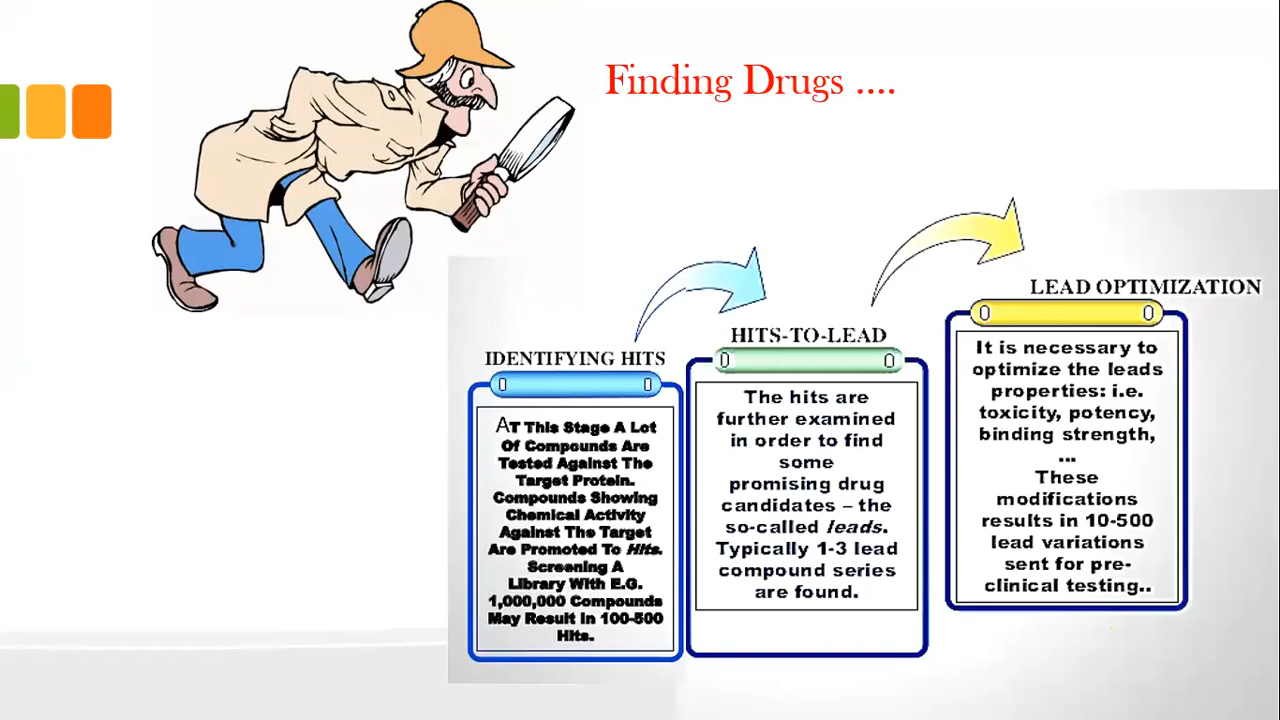 Finding Drugs ....
IDENTIFYING HITS
AT This Stage A Lot
Of Compounds Are
Tested Against The
Target Protein.
Compounds Showing
Chemical Activity
Against The Target
Are Promoted To Hits.
Screening A
Library With E.G.
1,000,000 Compounds
May Result In 100-500
Hits.
HITS-TO-LEAD
The hits are
further examined
in order to find
some
promising drug
candidates – the
so-called leads.
Typically 1-3 lead
compound series
are found.
LEAD OPTIMIZATION
It is necessary to
optimize the leads
properties: i.e.
toxicity, potency,
binding strength,
...
These
modifications
results in 10-500
lead variations
sent for pre-
clinical testing..